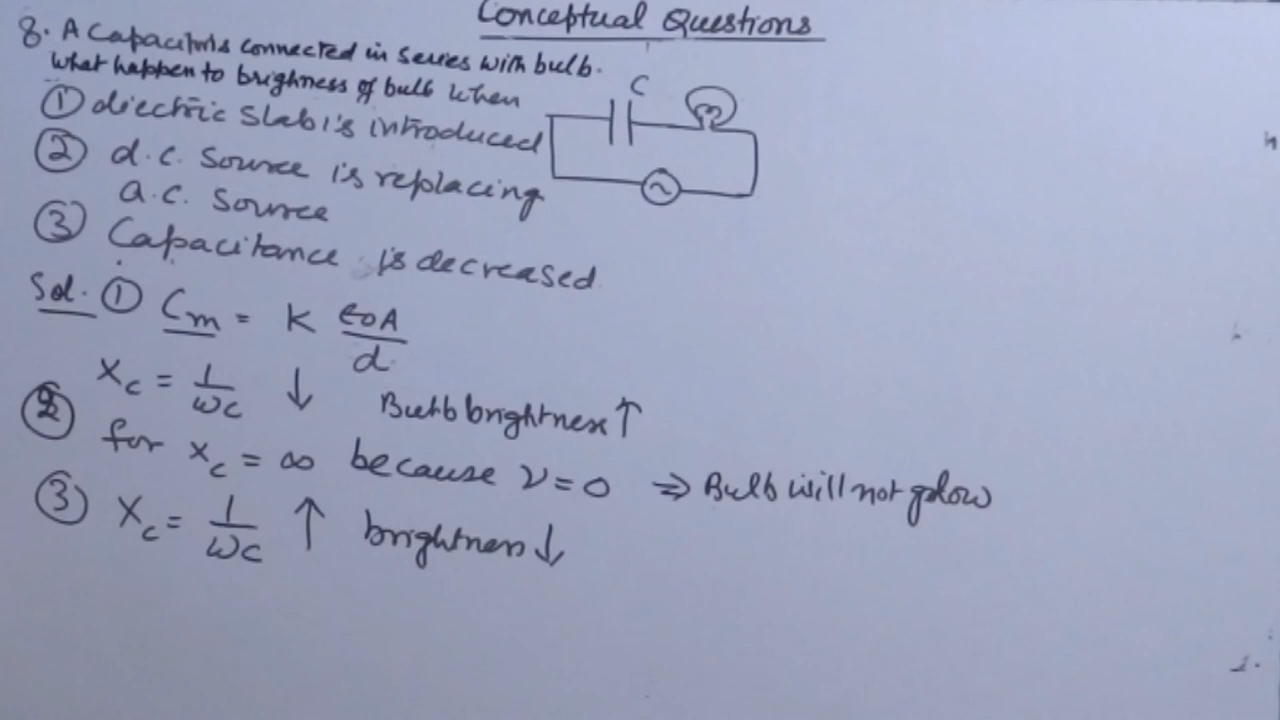 Conceptual Questions
8. A Capacitor is connected in series with bulb.
What happen to brighness of bulb when
① diectric slab is introduced
② d.c. Source is replacing
a.c. Source
③ Capacitance is decreased.
C
Sol. ① Cm = K ε0A/d
Xc = 1/ωc ↓ Bulb brightness ↑
② for Xc = ∞ because ν = 0 ⇒ Bulb will not glow
③ Xc = 1/ωc ↑ brightness ↓